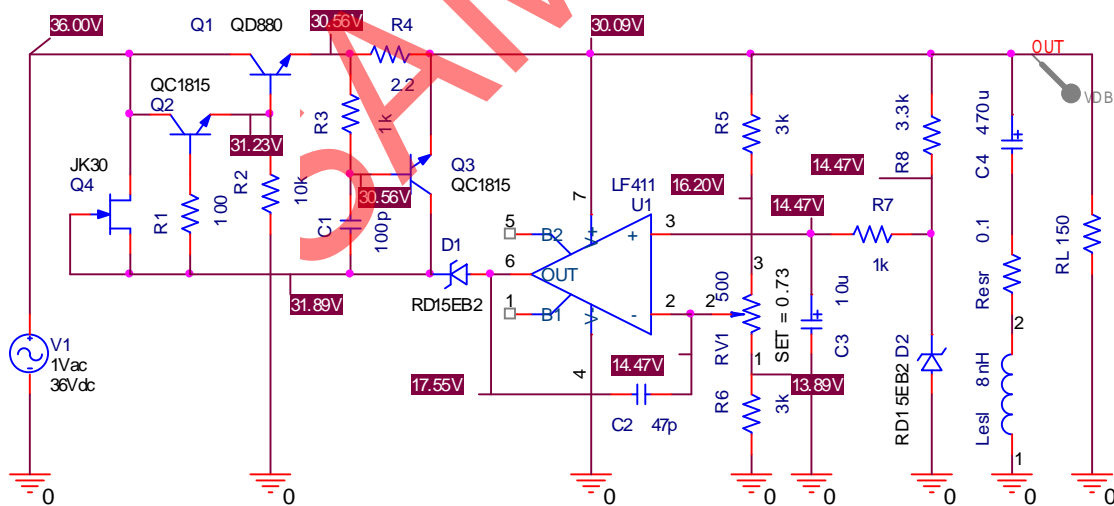 36.00V
Q1
QD880
30.56V
R4
2.2
30.09V
OUT
VDB
QC1815
Q2
31.23V
R3
1k
Q3
QC1815
30.56V
JK30
Q4
R1
100
R2
10k
C1
100p
D1
RD15EB2
31.89V
LF411
U1
7
V+
5
B2
3
+
6
OUT
1
B1
2
-
V-
4
16.20V
R5
3k
3
500
2
RV1
SET = 0.73
1
14.47V
17.55V
C2
47p
13.89V
R6
3k
14.47V
R7
1k
10u
C3
14.47V
3.3k
R8
RD15EB2 D2
470u
C4
0.1
Resr
2
8nH
Lesl
1
RL 150
V1
1Vac
36Vdc
0
0
0
0
0
0
0
0
SAM